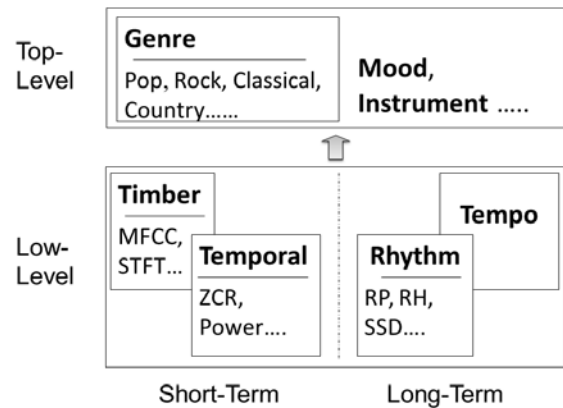 Top-
Level
Genre
Pop, Rock, Classical,
Country......
Mood,
Instrument .....
Low-
Level
Timber
MFCC,
STFT...
Temporal
ZCR,
Power....
Rhythm
RP, RH,
SSD....
Tempo
Short-Term
Long-Term